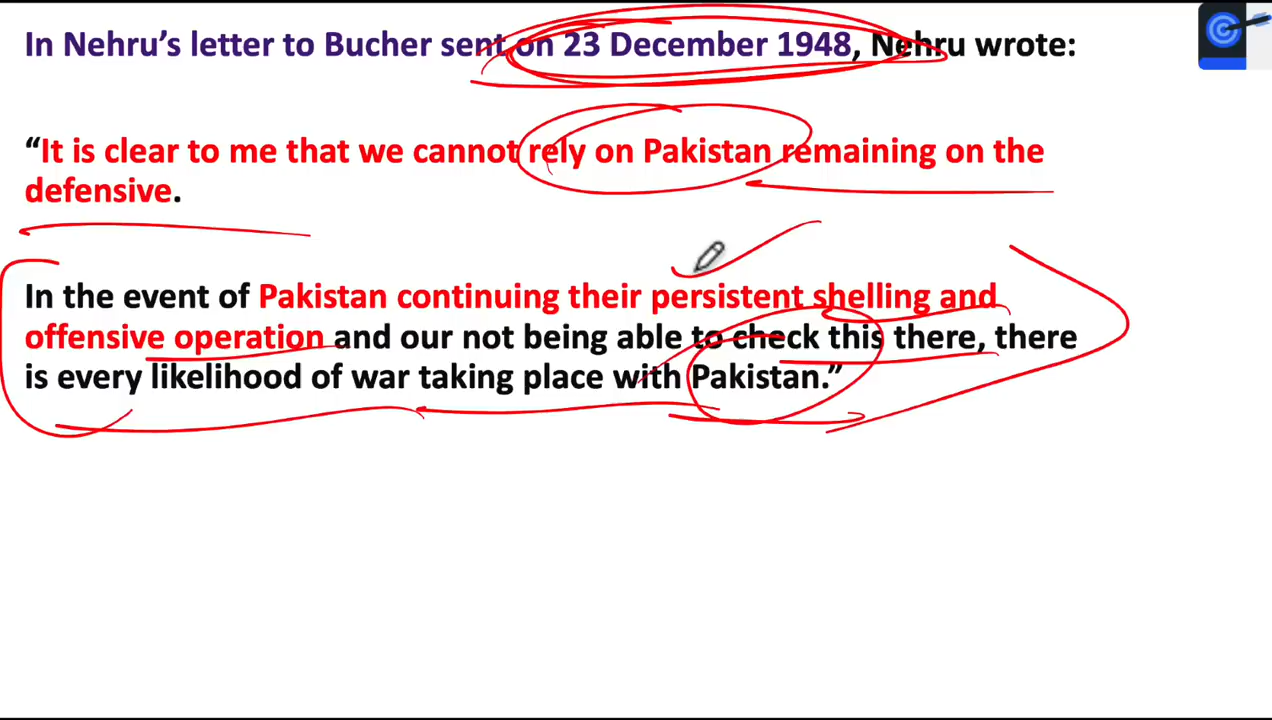 In Nehru’s letter to Bucher sent on 23 December 1948, Nehru wrote:
“It is clear to me that we cannot rely on Pakistan remaining on the
defensive.
In the event of Pakistan continuing their persistent shelling and
offensive operation and our not being able to check this there, there
is every likelihood of war taking place with Pakistan.”